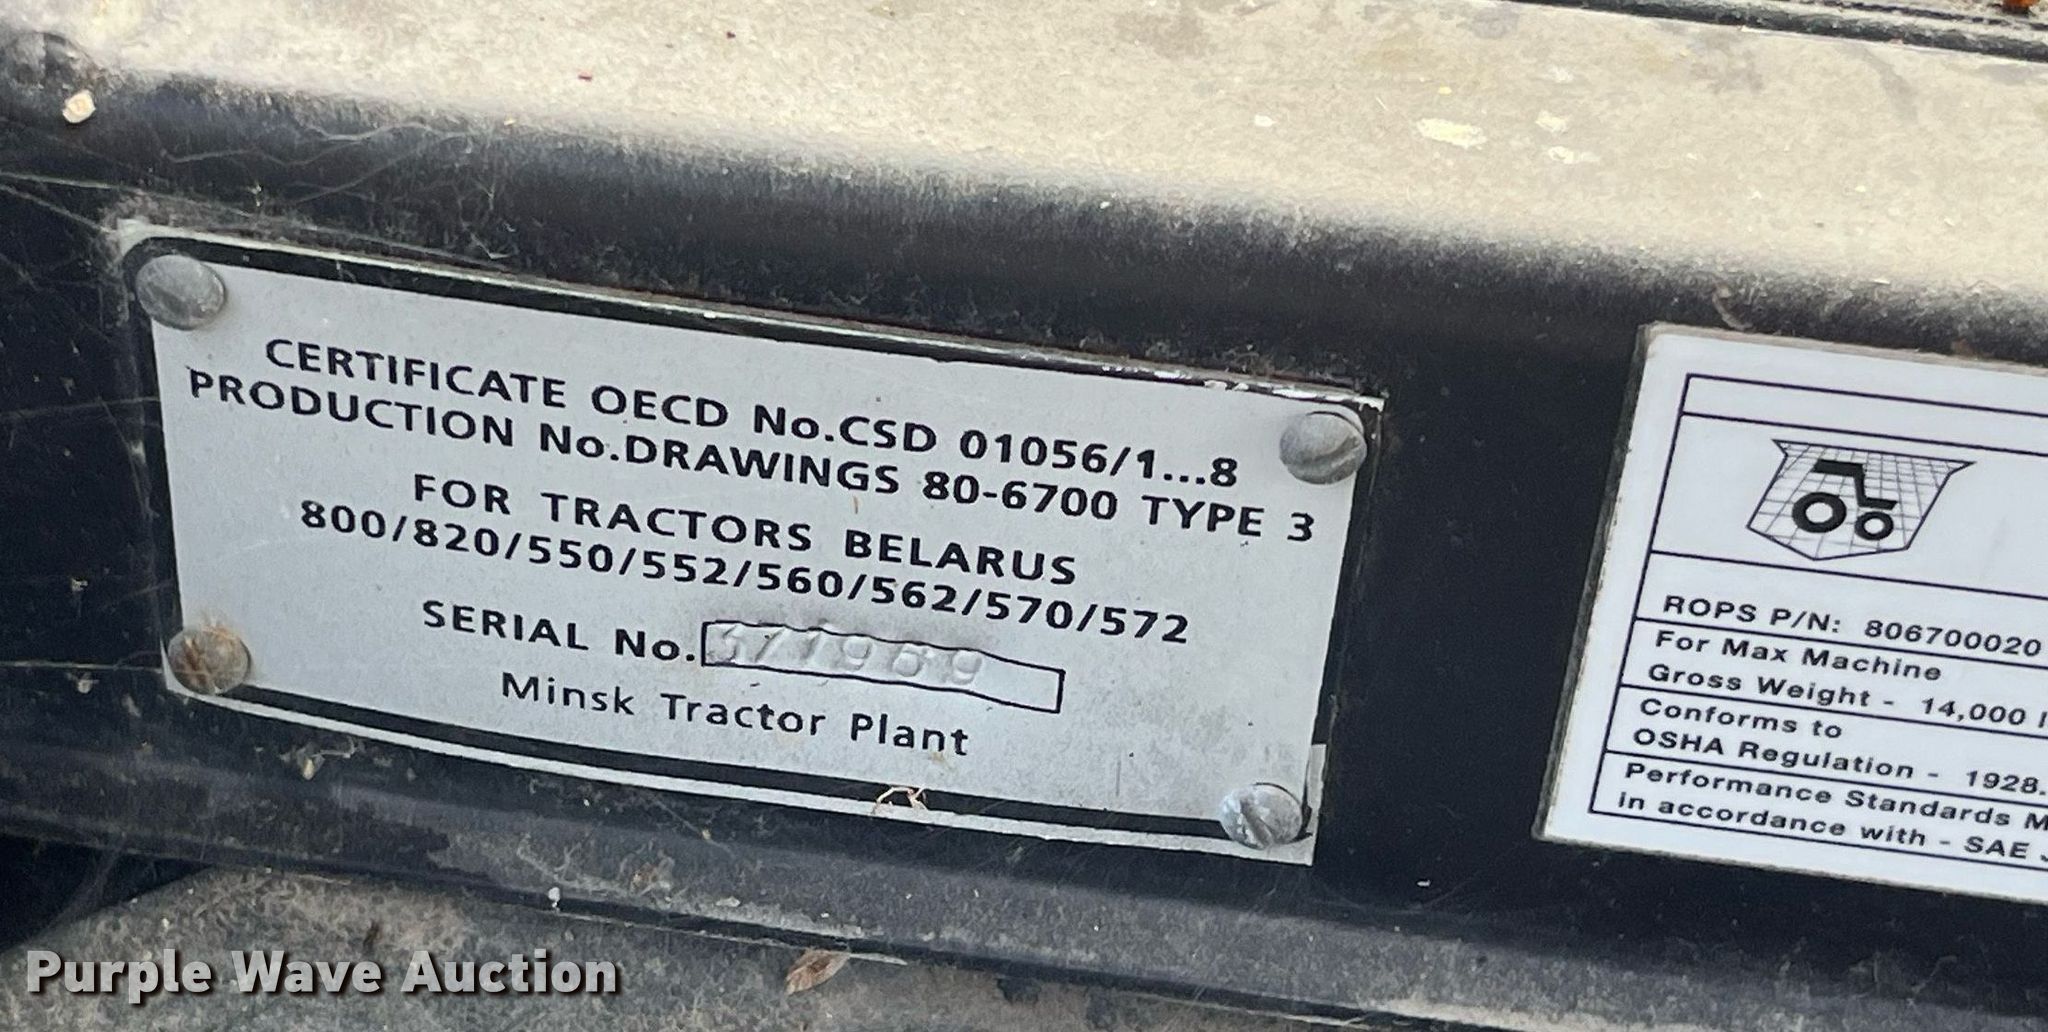 CERTIFICATE OECD No.CSD 01056/1...8
PRODUCTION No.DRAWINGS 80-6700 TYPE 3
FOR TRACTORS BELARUS
800/820/550/552/560/562/570/572
SERIAL No.
Minsk Tractor Plant
ROPS P/N: 806700020
For Max Machine
Gross Weight - 14,000
Conforms to
OSHA Regulation - 1928.
Performance Standards
in accordance with - SAE
Purple Wave Auction